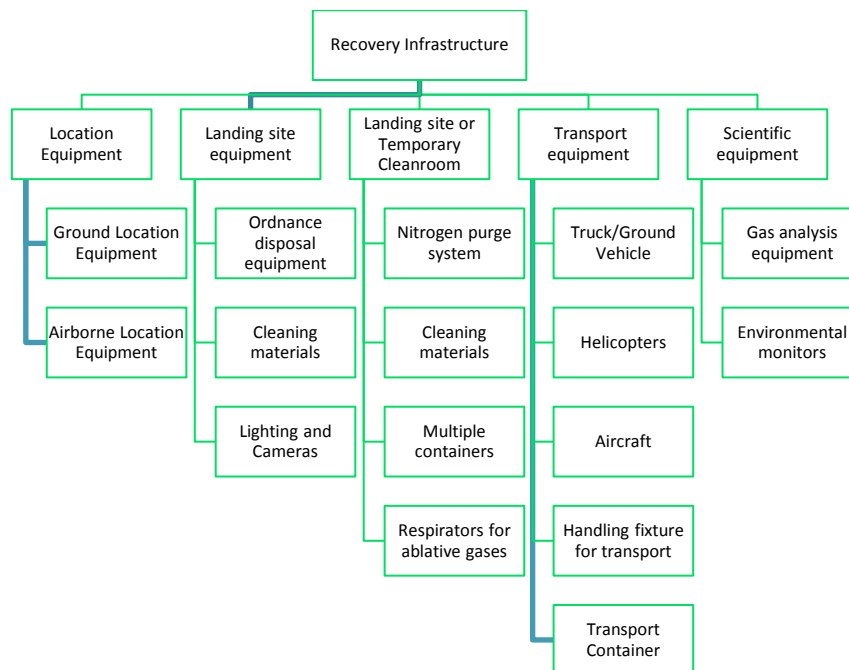 Recovery Infrastructure
Location
Equipment
Landing site
equipment
Landing site or
Temporary
Cleanroom
Transport
equipment
Scientific
equipment
Ground Location
Equipment
Airborne Location
Equipment
Ordnance
disposal
equipment
Cleaning
materials
Lighting and
Cameras
Nitrogen purge
system
Cleaning
materials
Multiple
containers
Respirators for
ablative gases
Truck/Ground
Vehicle
Helicopters
Aircraft
Handling fixture
for transport
Transport
Container
Gas analysis
equipment
Environmental
monitors